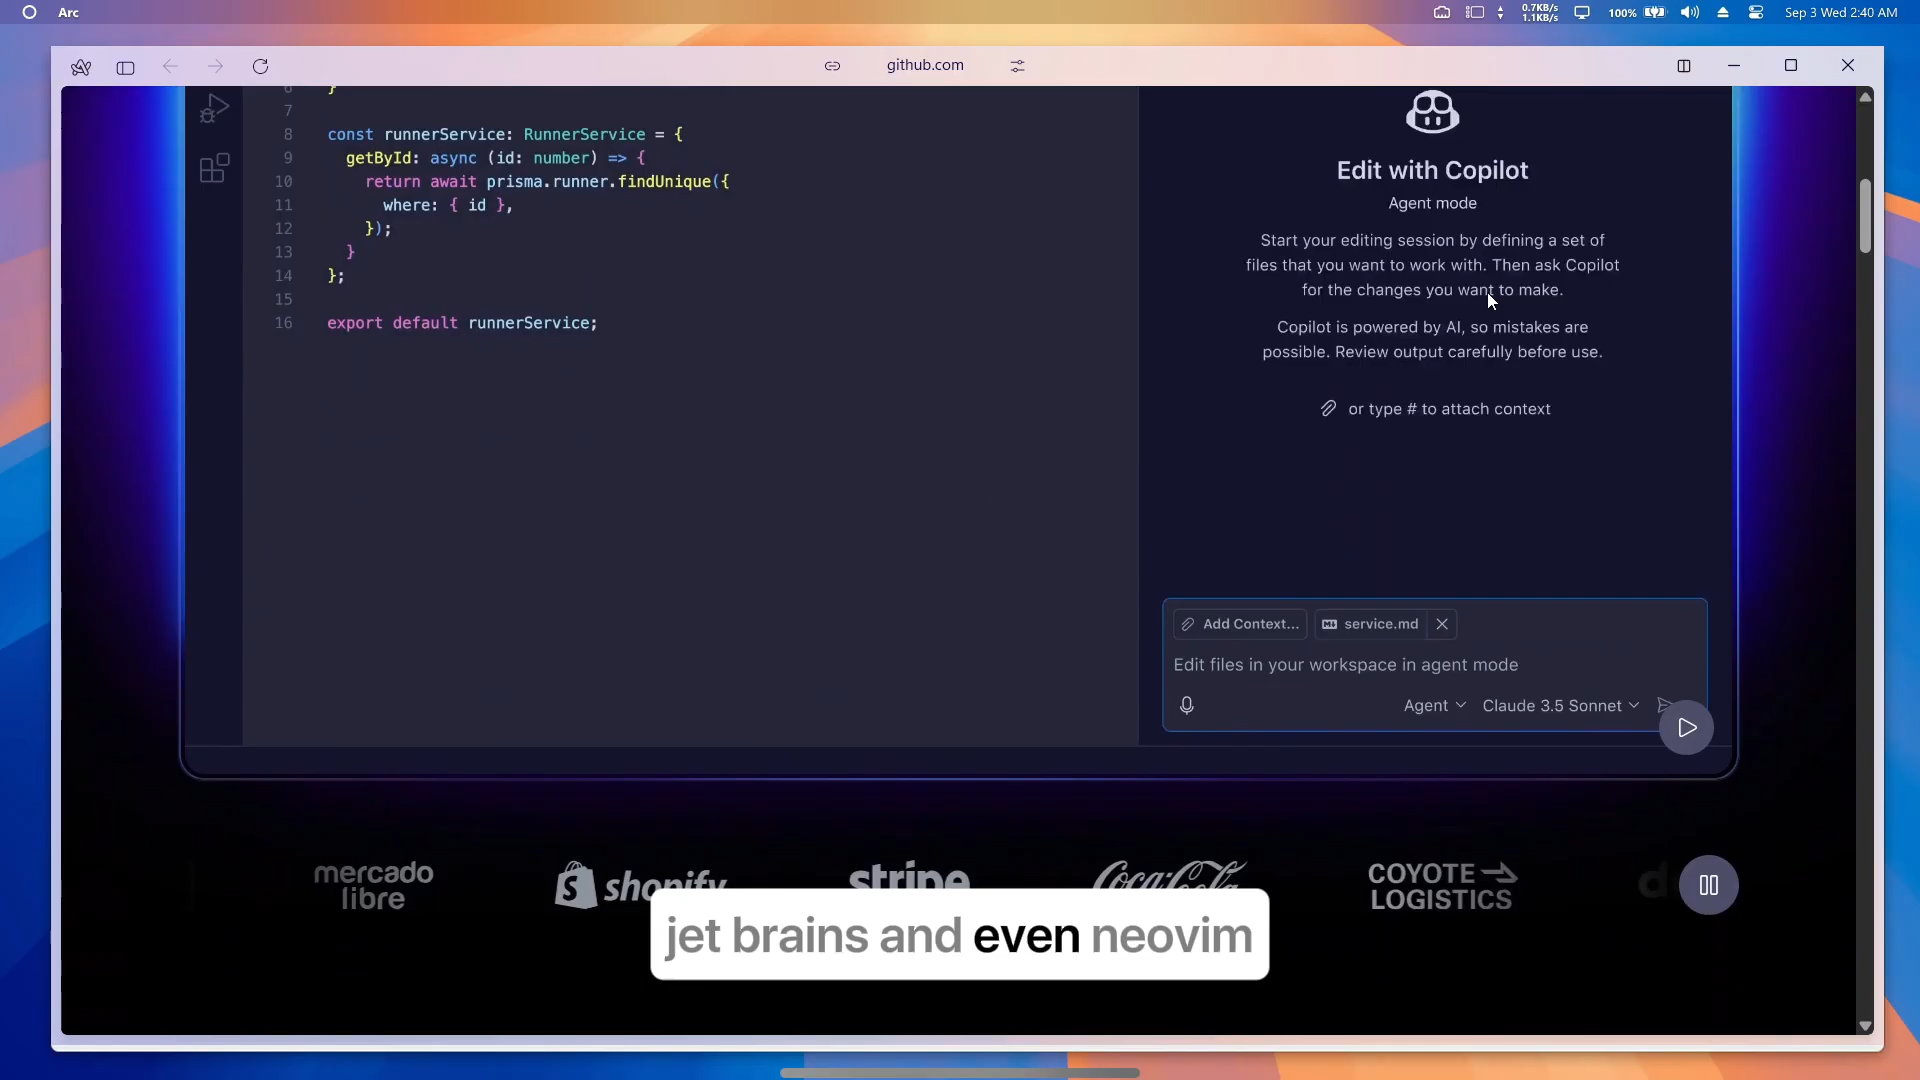 Arc
0.7KB/s
1.1KB/s
100%
Sep 3 Wed 2:40 AM
github.com
6 }
7
8 const runnerService: RunnerService = {
9 getById: async (id: number) => {
10 return await prisma.runner.findUnique({
11 where: { id },
12 });
13 }
14 };
15
16 export default runnerService;
Edit with Copilot
Agent mode
Start your editing session by defining a set of
files that you want to work with. Then ask Copilot
for the changes you want to make.
Copilot is powered by AI, so mistakes are
possible. Review output carefully before use.
or type # to attach context
Add Context...
service.md
Edit files in your workspace in agent mode
Agent
Claude 3.5 Sonnet
mercado
libre
shopify
stripe
Coca-Cola
COYOTE
LOGISTICS
d
jet brains and even neovim